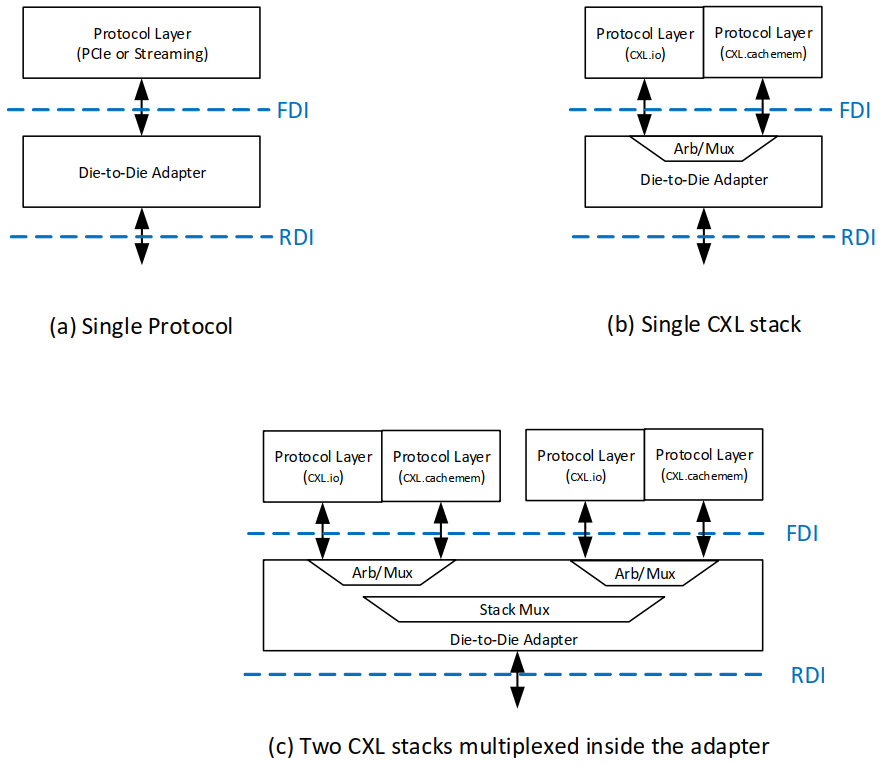 Protocol Layer
(PCIe or Streaming)
FDI
Die-to-Die Adapter
RDI
(a) Single Protocol
Protocol Layer
(CXL.io)
Protocol Layer
(CXL.cachemem)
FDI
Arb/Mux
Die-to-Die Adapter
RDI
(b) Single CXL stack
Protocol Layer
(CXL.io)
Protocol Layer
(CXL.cachemem)
Protocol Layer
(CXL.io)
Protocol Layer
(CXL.cachemem)
FDI
Arb/Mux
Arb/Mux
Stack Mux
Die-to-Die Adapter
RDI
(c) Two CXL stacks multiplexed inside the adapter